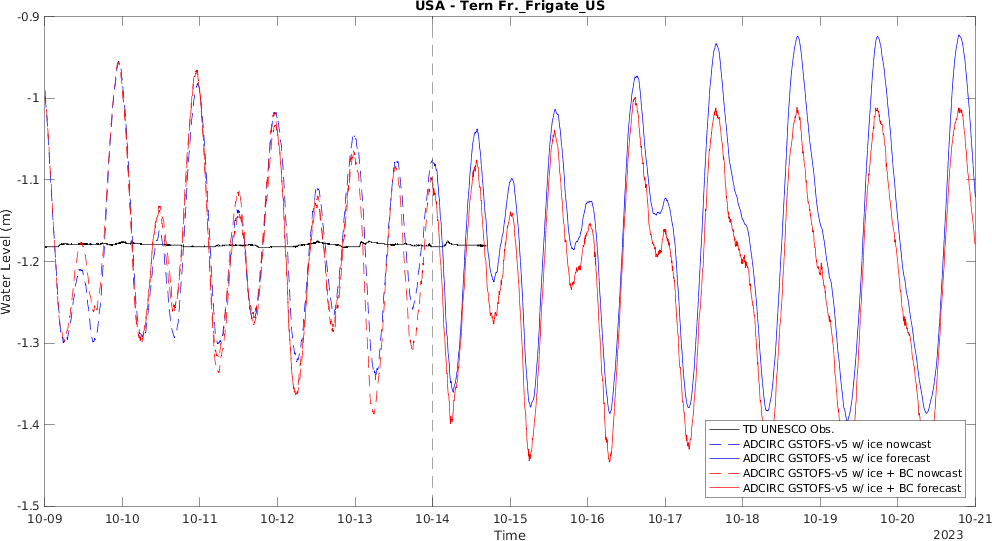 USA - Tern Fr._Frigate_US
-0.9
-1
-1.1
-1.2
-1.3
-1.4
-1.5
Water Level (m)
TD UNESCO Obs.
ADCIRC GSTOFS-v5 w/ ice nowcast
ADCIRC GSTOFS-v5 w/ ice forecast
ADCIRC GSTOFS-v5 w/ ice + BC nowcast
ADCIRC GSTOFS-v5 w/ ice + BC forecast
10-09 10-10 10-11 10-12 10-13 10-14 10-15 10-16 10-17 10-18 10-19 10-20 10-21
Time
2023